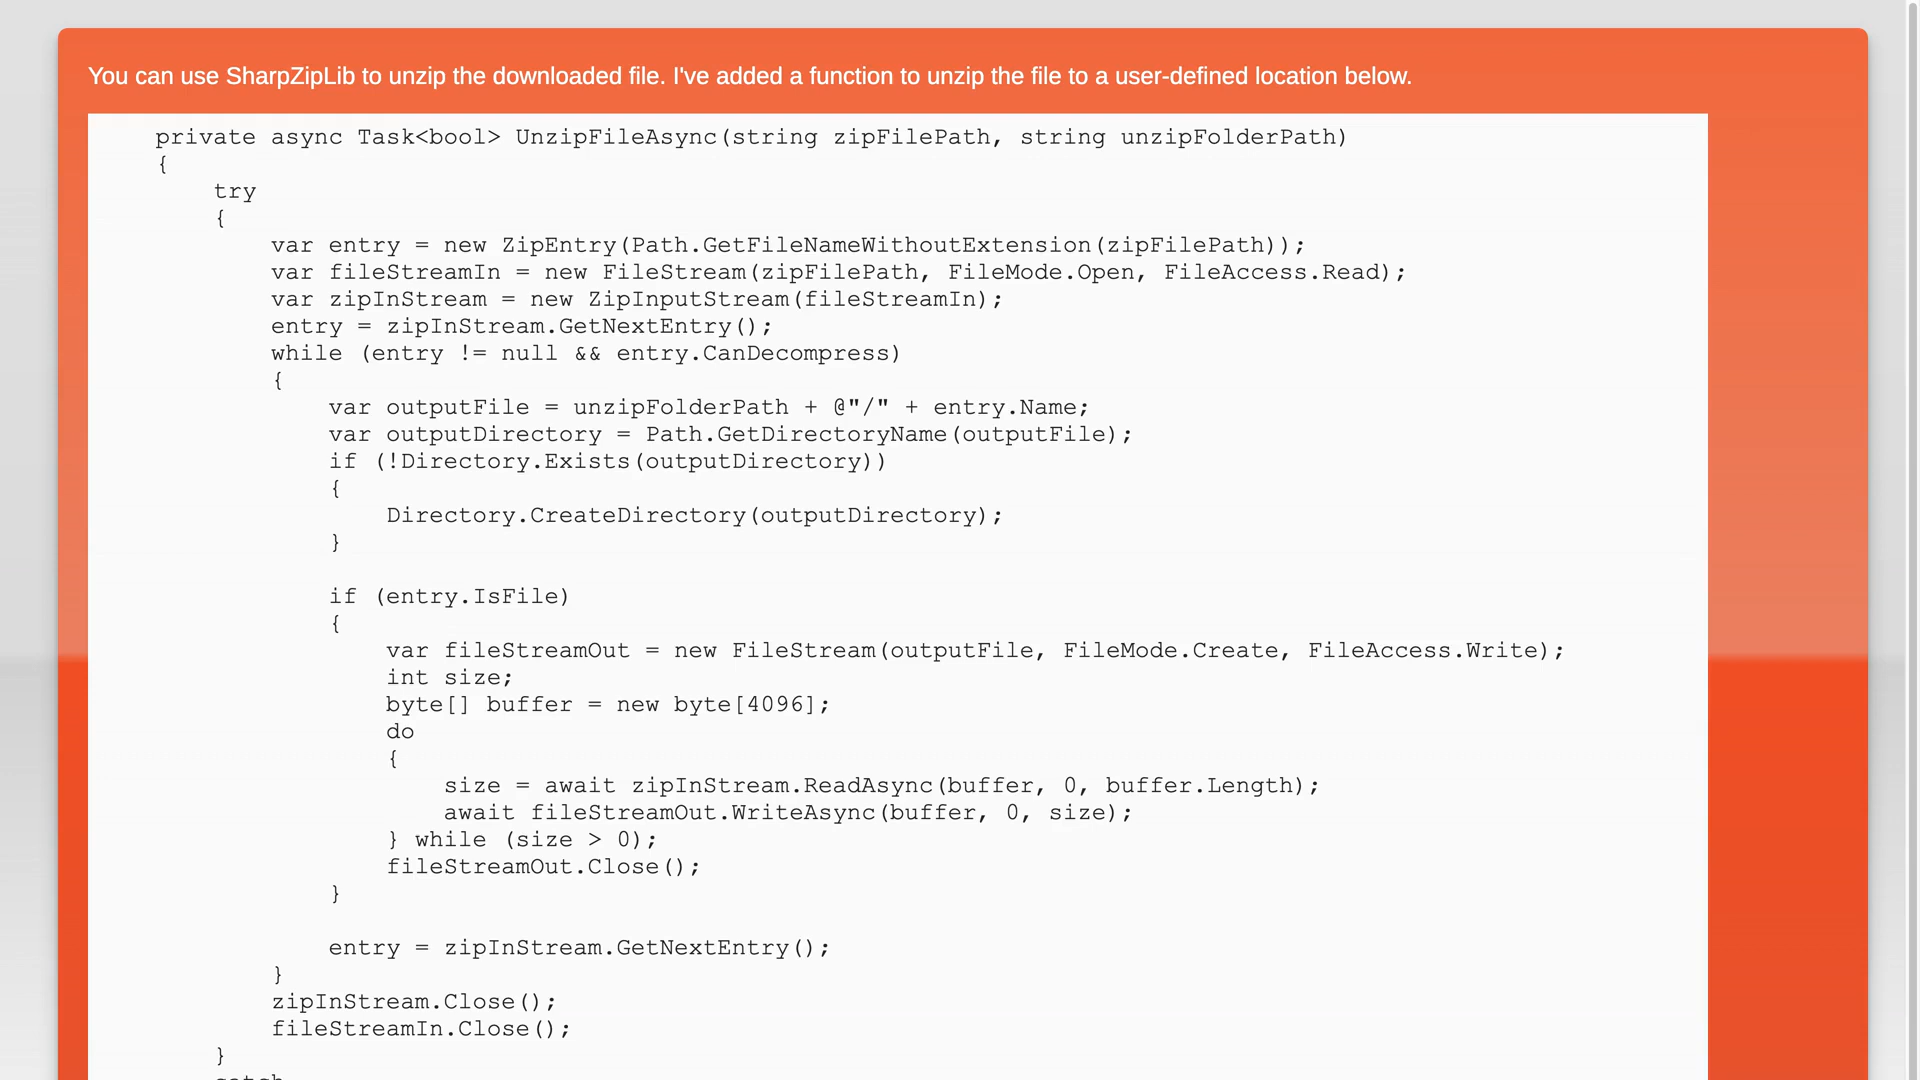 You can use SharpZipLib to unzip the downloaded file. I've added a function to unzip the file to a user-defined location below.
private async Task<bool> UnzipFileAsync(string zipFilePath, string unzipFolderPath)
{
try
{
var entry = new ZipEntry(Path.GetFileNameWithoutExtension(zipFilePath));
var fileStreamIn = new FileStream(zipFilePath, FileMode.Open, FileAccess.Read);
var zipInStream = new ZipInputStream(fileStreamIn);
entry = zipInStream.GetNextEntry();
while (entry != null && entry.CanDecompress)
{
var outputFile = unzipFolderPath + @"/" + entry.Name;
var outputDirectory = Path.GetDirectoryName(outputFile);
if (!Directory.Exists(outputDirectory))
{
Directory.CreateDirectory(outputDirectory);
}
if (entry.IsFile)
{
var fileStreamOut = new FileStream(outputFile, FileMode.Create, FileAccess.Write);
int size;
byte[] buffer = new byte[4096];
do
{
size = await zipInStream.ReadAsync(buffer, 0, buffer.Length);
await fileStreamOut.WriteAsync(buffer, 0, size);
} while (size > 0);
fileStreamOut.Close();
}
entry = zipInStream.GetNextEntry();
}
zipInStream.Close();
fileStreamIn.Close();
}
catch